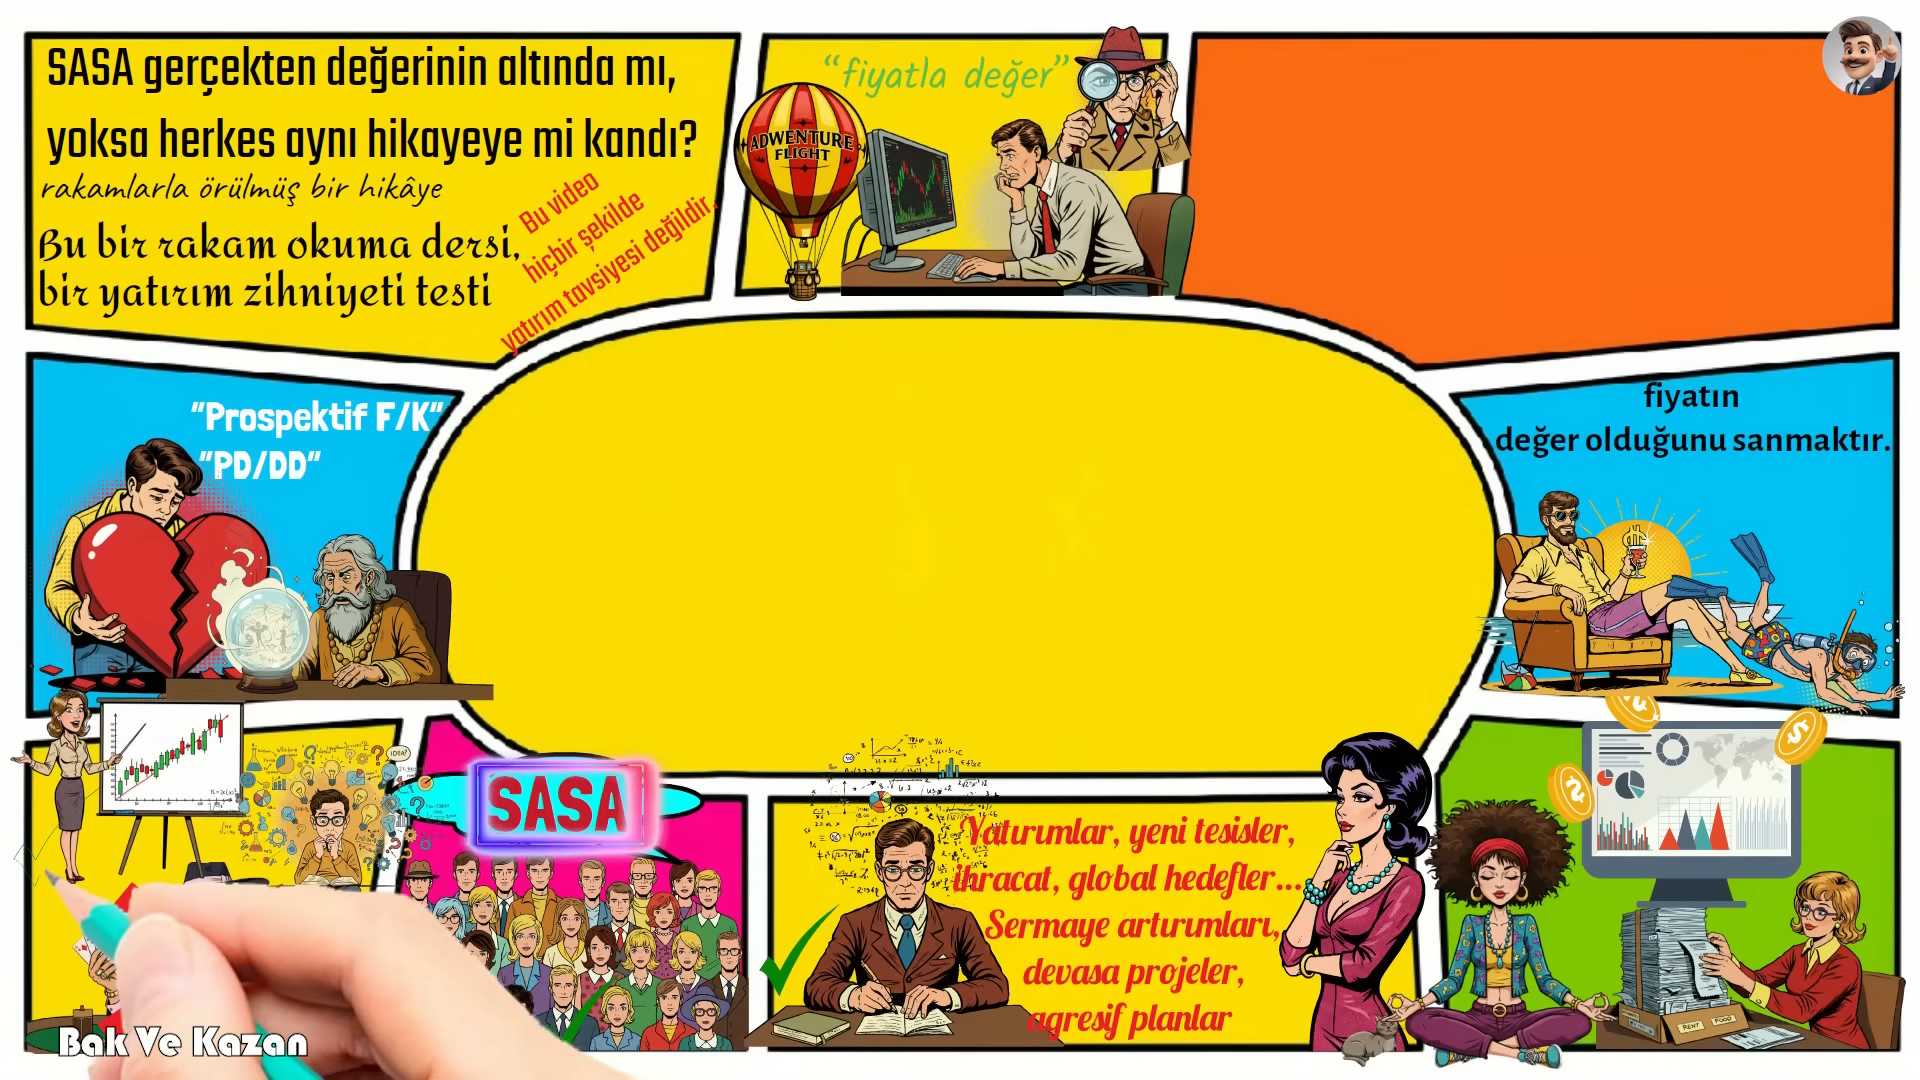 SASA gerçekten değerinin altında mı,
yoksa herkes aynı hikayeye mi kandı?
rakamlarla örülmüş bir hikâye
Bu bir rakam okuma dersi,
bir yatırım zihniyeti testi
Bu video
hiçbir şekilde
yatırım tavsiyesi değildir.
“fiyatla değer”
ADWENTURE
FLIGHT
"Prospektif F/K"
"PD/DD"
fiyatın
değer olduğunu sanmaktır.
IDEA?
SASA
Yatırımlar, yeni tesisler,
ihracat, global hedefler...
Sermaye artırımları,
devasa projeler,
agresif planlar
RENT
FOOD
Bak Ve Kazan